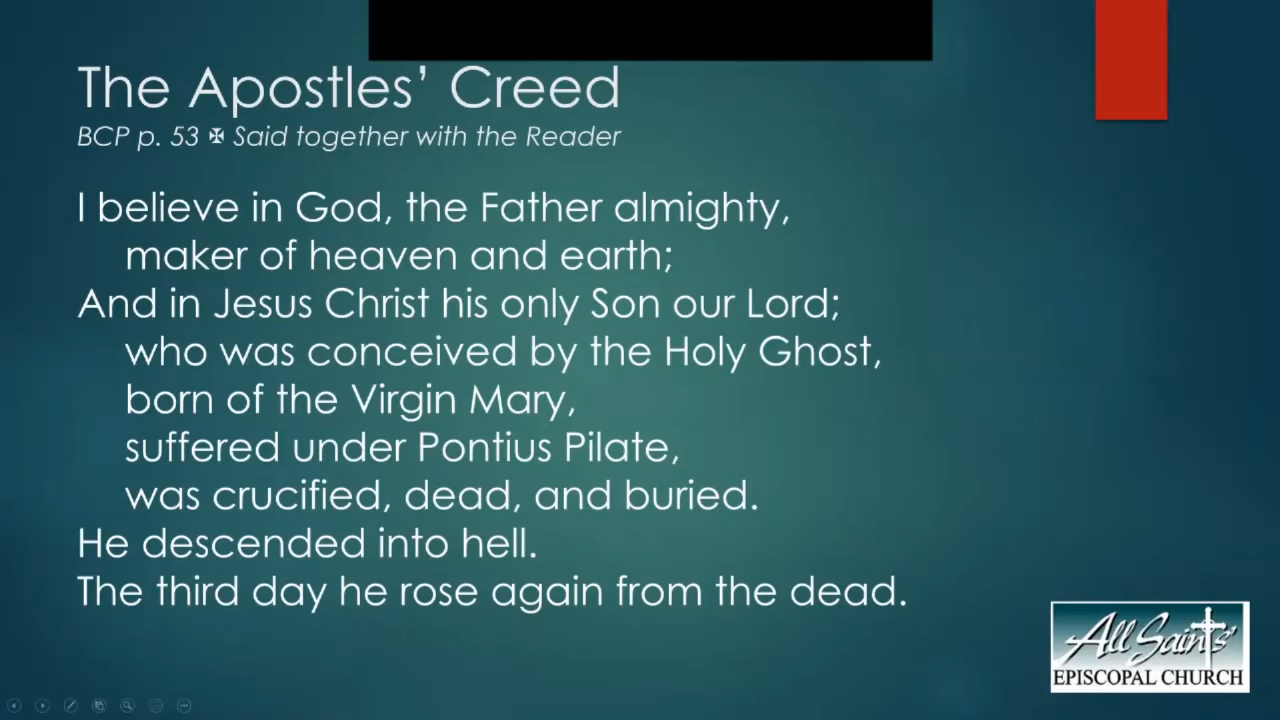 The Apostles’ Creed
BCP p. 53 ✠ Said together with the Reader
I believe in God, the Father almighty,
maker of heaven and earth;
And in Jesus Christ his only Son our Lord;
who was conceived by the Holy Ghost,
born of the Virgin Mary,
suffered under Pontius Pilate,
was crucified, dead, and buried.
He descended into hell.
The third day he rose again from the dead.
All Saints’
EPISCOPAL CHURCH